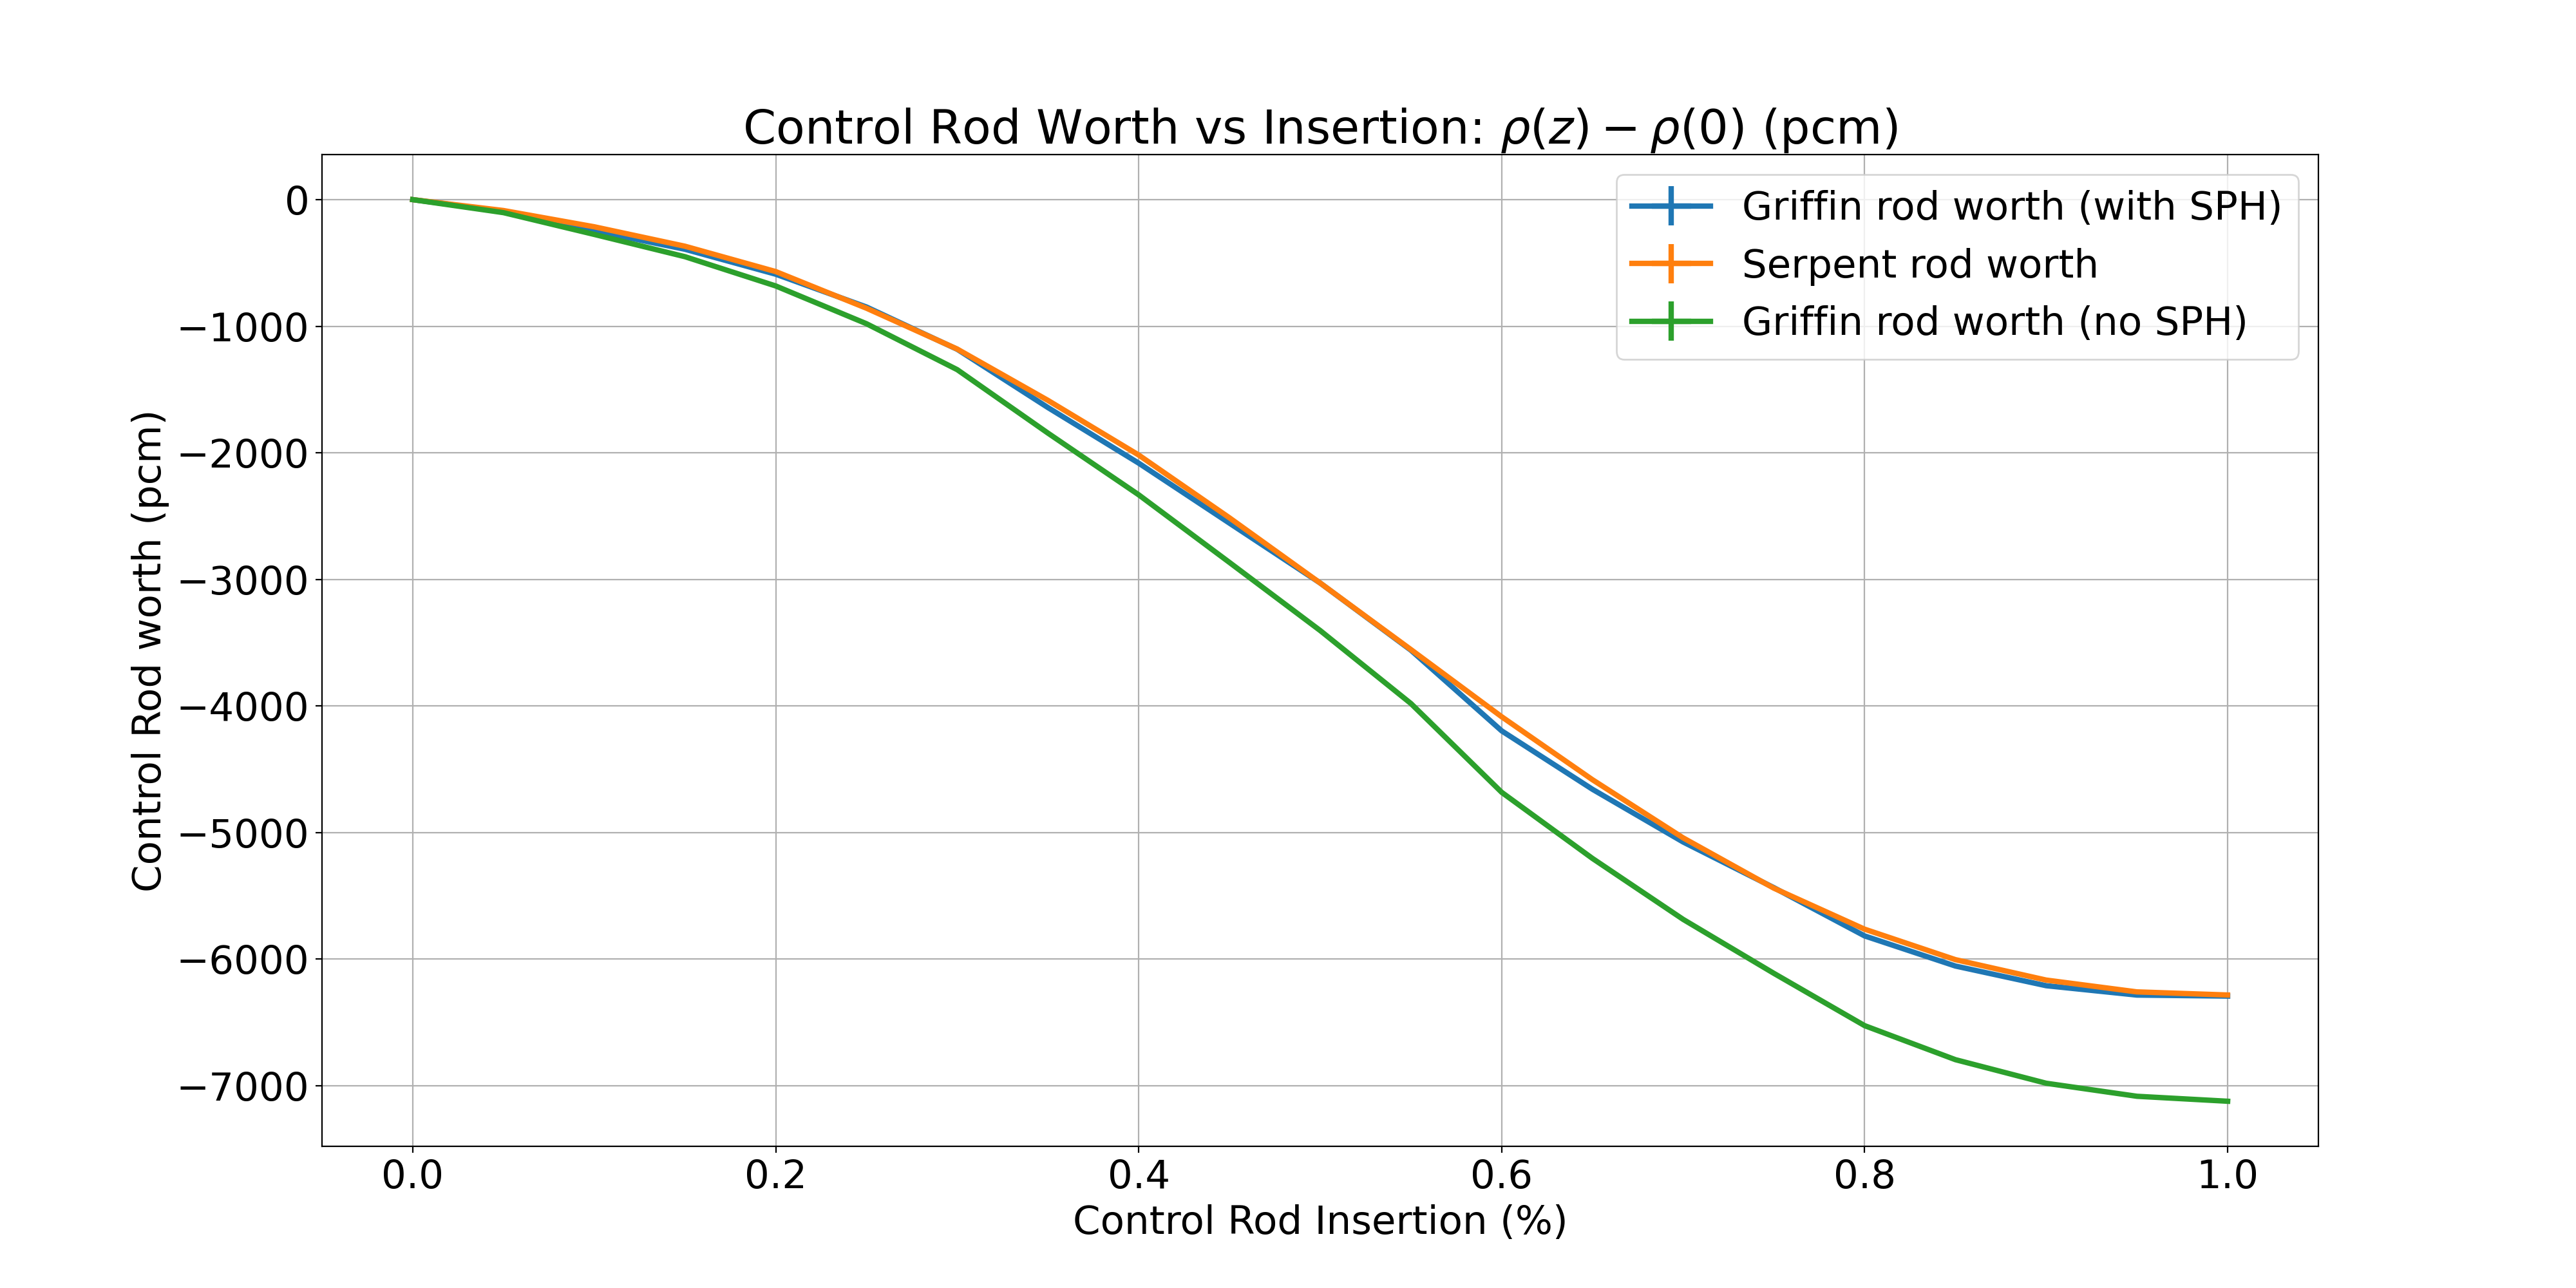 Control Rod Worth vs Insertion: ρ(z) − ρ(0) (pcm)
Griffin rod worth (with SPH)
Serpent rod worth
Griffin rod worth (no SPH)
Control Rod worth (pcm)
0
−1000
−2000
−3000
−4000
−5000
−6000
−7000
0.0 0.2 0.4 0.6 0.8 1.0
Control Rod Insertion (%)